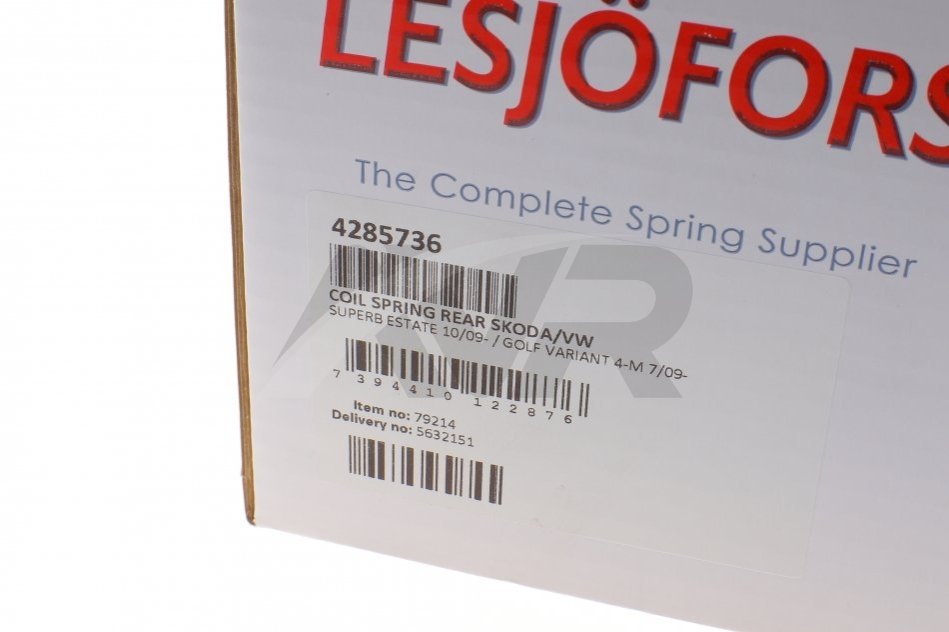 LESJÖFORS
The Complete Spring Supplier
4285736
COIL SPRING REAR SKODA/VW
SUPERB ESTATE 10/09- / GOLF VARIANT 4-M 7/09-
7 394410 122876
Item no: 79214
Delivery no: 5632151